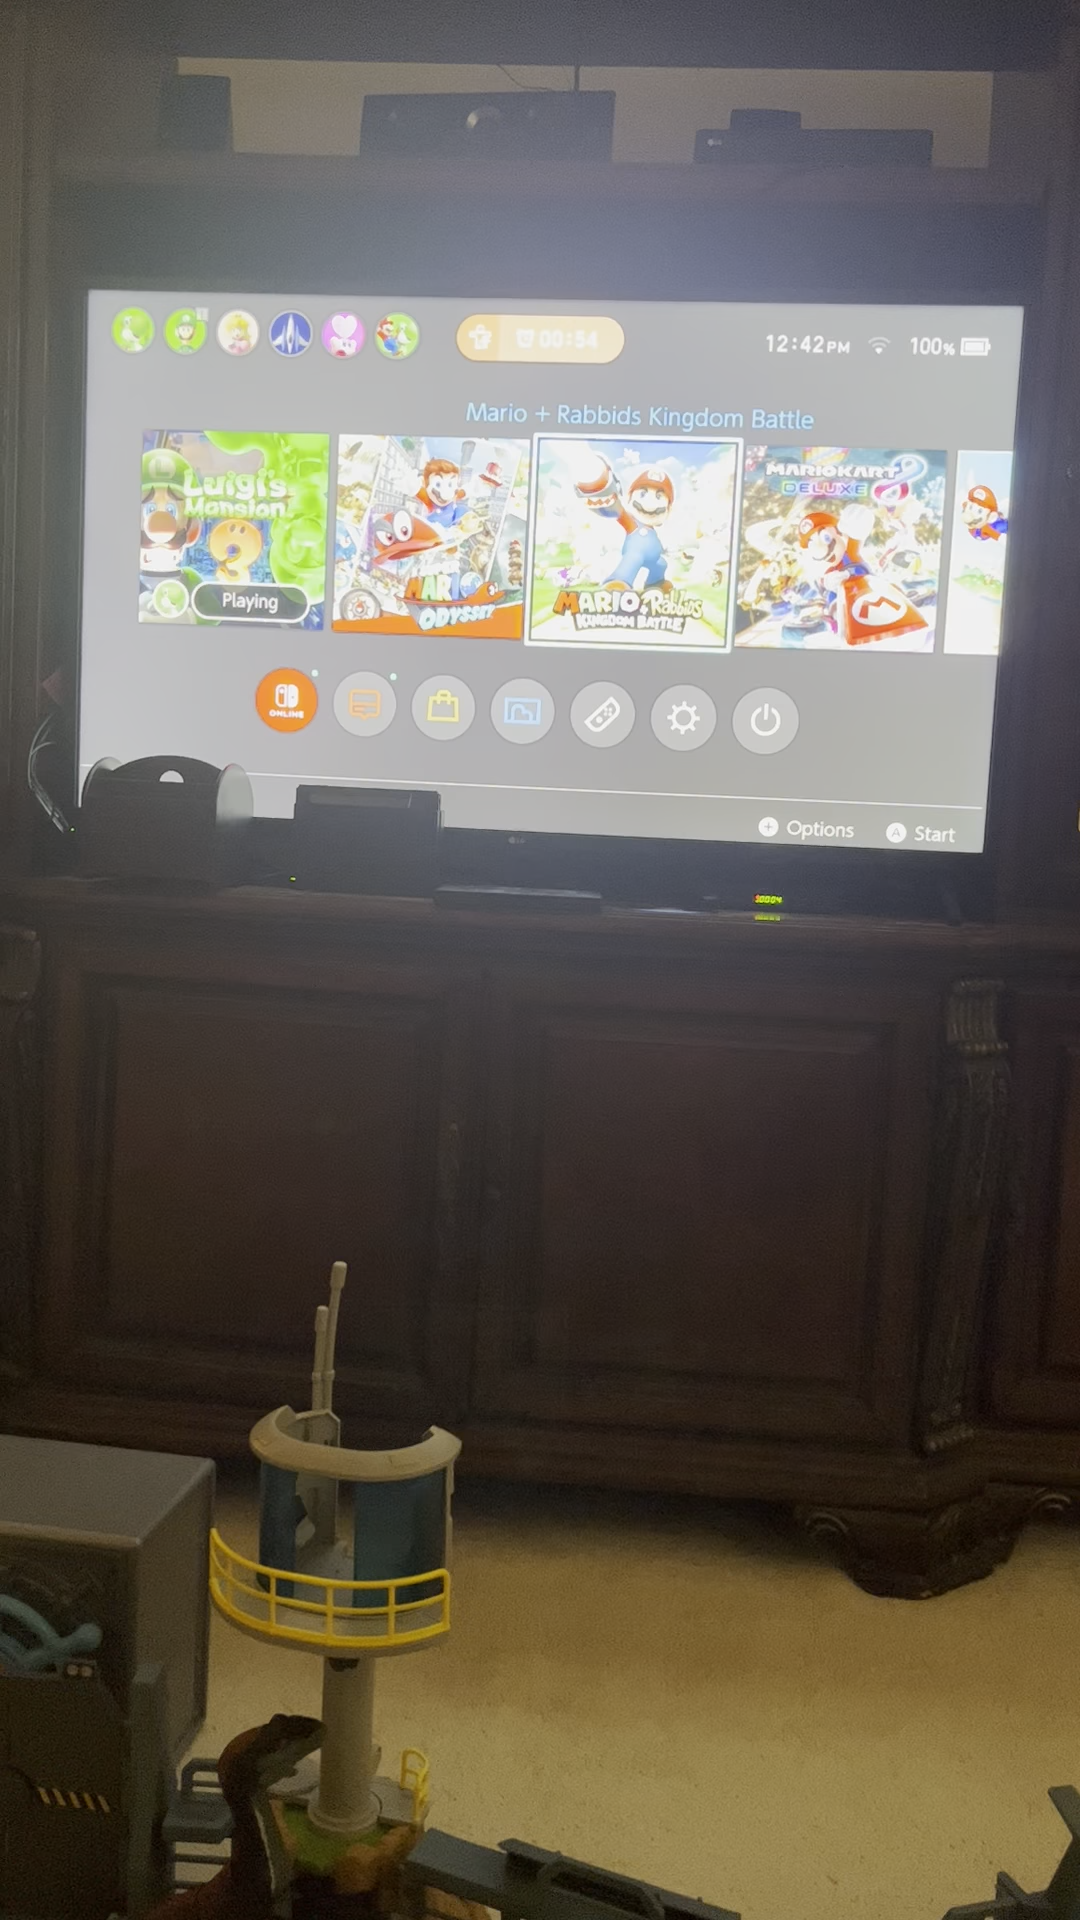 00:54
12:42PM
100%
Mario + Rabbids Kingdom Battle
Luigi's
Mansion
3
Playing
MARIO
ODYSSEY
MARIO + Rabbids
KINGDOM BATTLE
MARIOKART 8
DELUXE
M
ONLINE
+ Options
A Start
LG